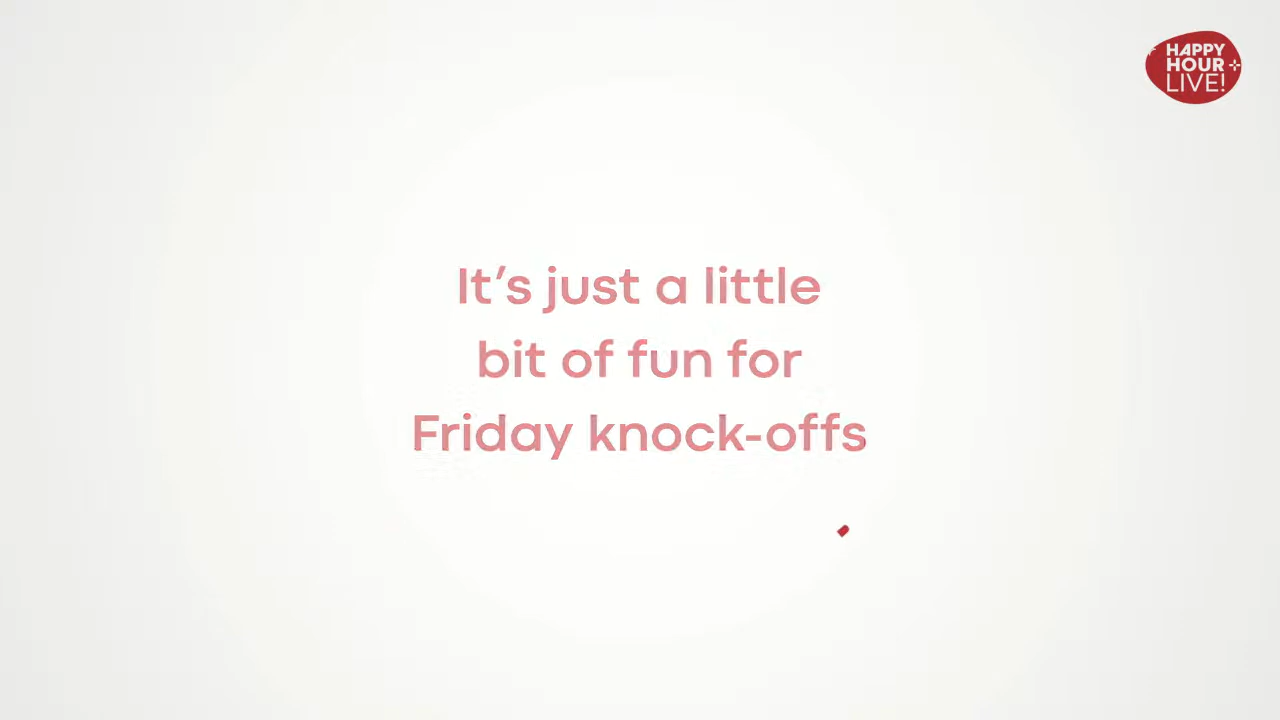 HAPPY
HOUR
LIVE!
It’s just a little
bit of fun for
Friday knock-offs